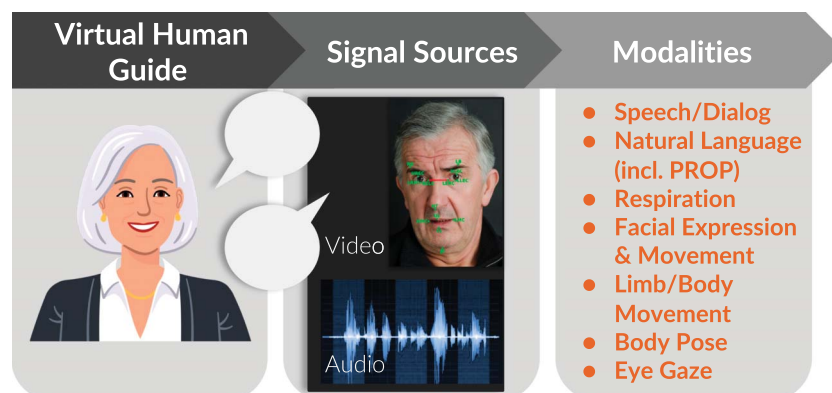 Virtual Human
Guide
Signal Sources
Modalities
Video
Audio
● Speech/Dialog
● Natural Language
(incl. PROP)
● Respiration
● Facial Expression
& Movement
● Limb/Body
Movement
● Body Pose
● Eye Gaze